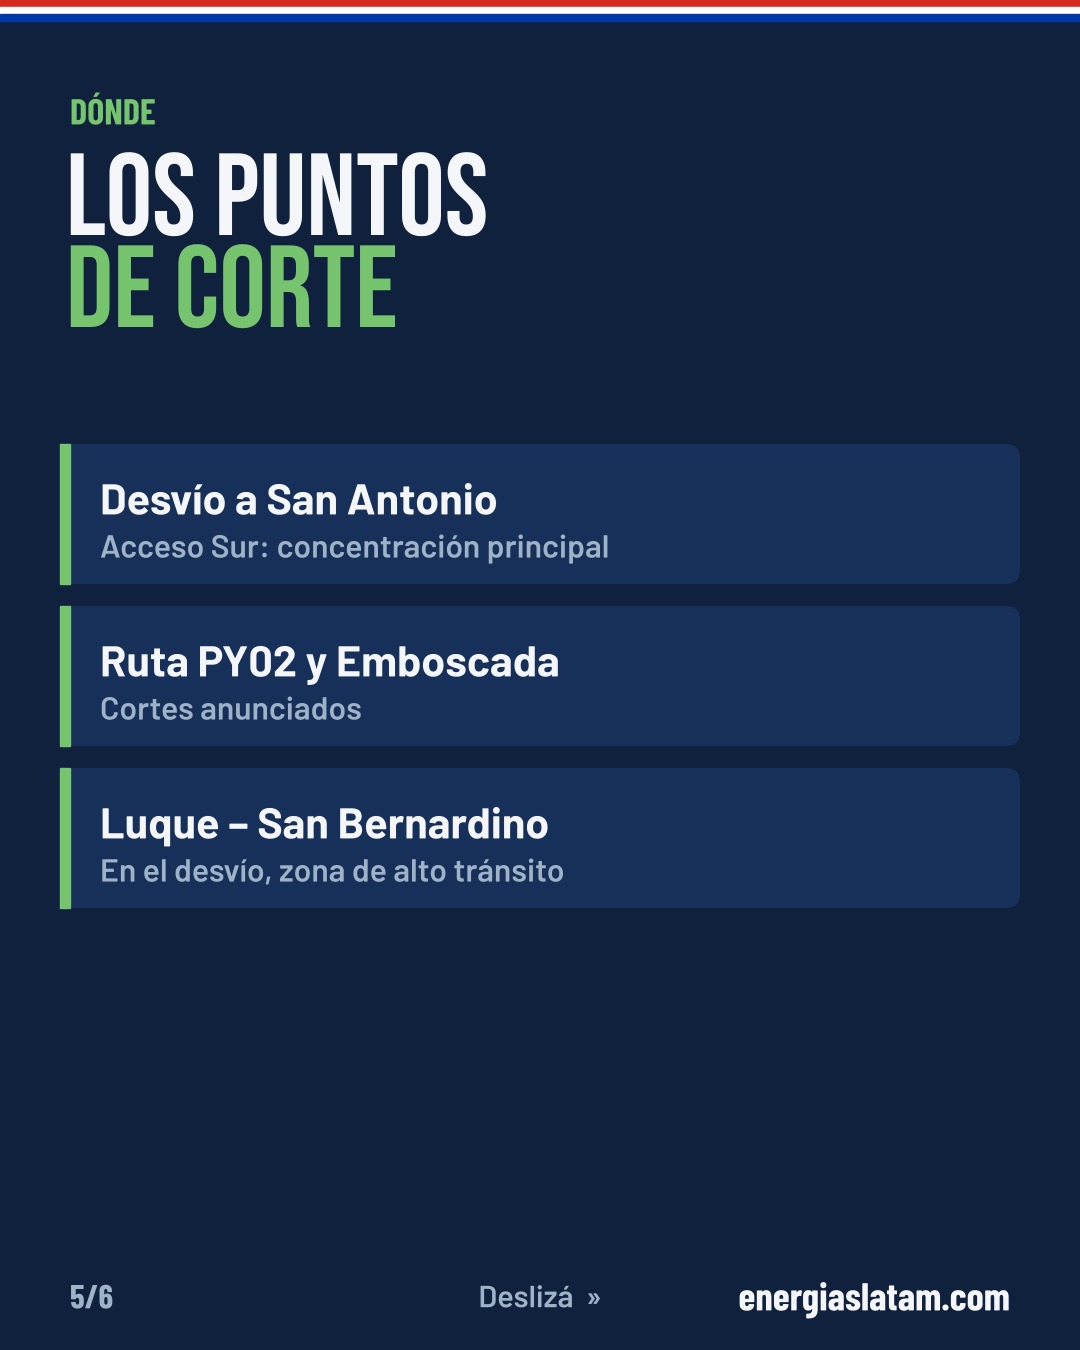 DÓNDE
LOS PUNTOS
DE CORTE
Desvío a San Antonio
Acceso Sur: concentración principal
Ruta PY02 y Emboscada
Cortes anunciados
Luque – San Bernardino
En el desvío, zona de alto tránsito
5/6
Deslizá »
energiaslatam.com